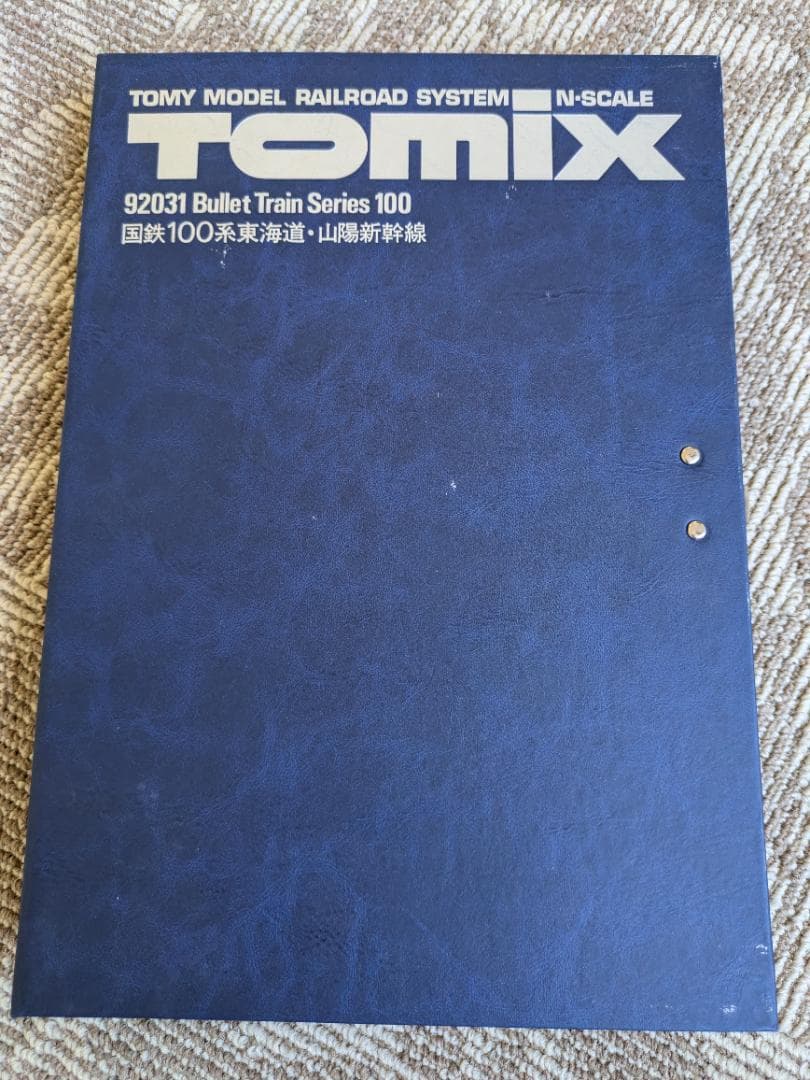 TOMY MODEL RAILROAD SYSTEM N·SCALE
TOMIX
92031 Bullet Train Series 100
国鉄100系東海道・山陽新幹線